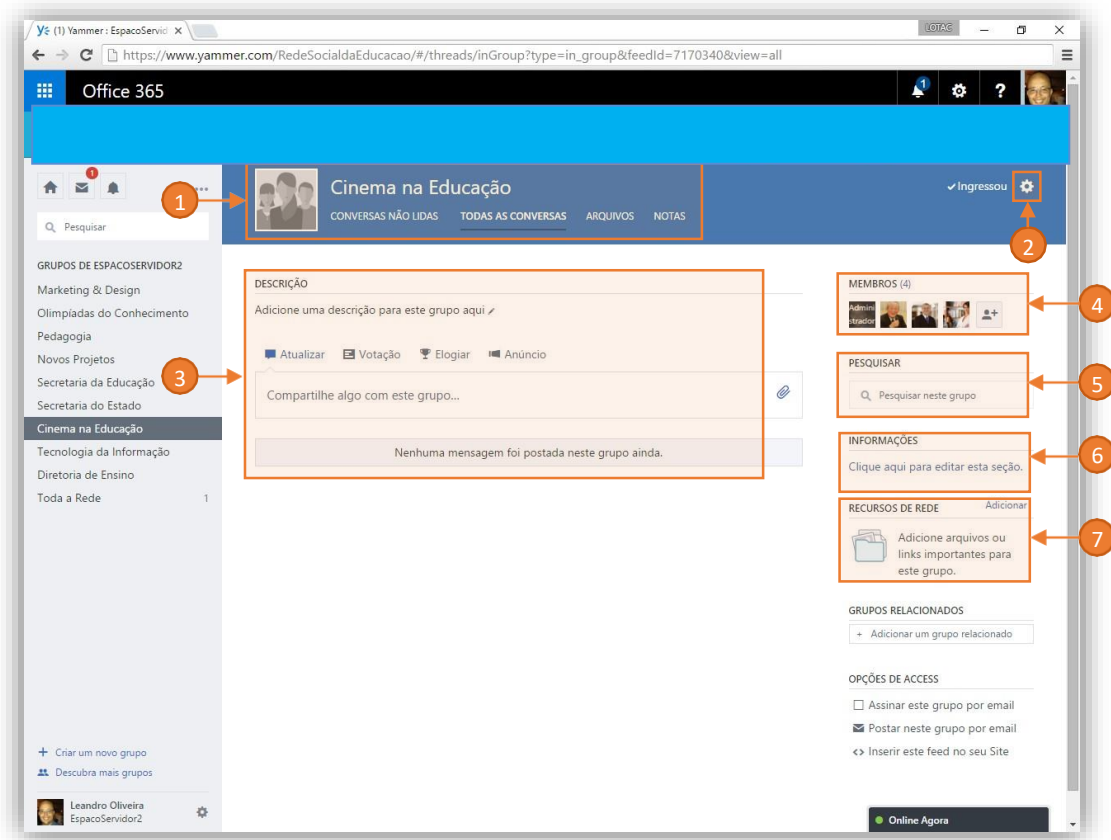 (1) Yammer : EspacoServid
LOTAC
https://www.yammer.com/RedeSocialdaEducacao/#/threads/inGroup?type=in_group&feedId=7170340&view=all
Office 365
1
?
1
...
Pesquisar
1
Cinema na Educação
CONVERSAS NÃO LIDAS TODAS AS CONVERSAS ARQUIVOS NOTAS
Ingressou
2
GRUPOS DE ESPACOSERVIDOR2
Marketing & Design
Olimpíadas do Conhecimento
Pedagogia
Novos Projetos
Secretaria da Educação
Secretaria do Estado
Cinema na Educação
Tecnologia da Informação
Diretoria de Ensino
Toda a Rede 1
+ Criar um novo grupo
Descubra mais grupos
Leandro Oliveira
EspacoServidor2
3
DESCRIÇÃO
Adicione uma descrição para este grupo aqui
Atualizar Votação Elogiar Anúncio
Compartilhe algo com este grupo...
Nenhuma mensagem foi postada neste grupo ainda.
MEMBROS (4)
Admini
strador
4
PESQUISAR
Pesquisar neste grupo
5
INFORMAÇÕES
Clique aqui para editar esta seção.
6
RECURSOS DE REDE Adicionar
Adicione arquivos ou
links importantes para
este grupo.
7
GRUPOS RELACIONADOS
+ Adicionar um grupo relacionado
OPÇÕES DE ACCESS
Assinar este grupo por email
Postar neste grupo por email
<> Inserir este feed no seu Site
Online Agora